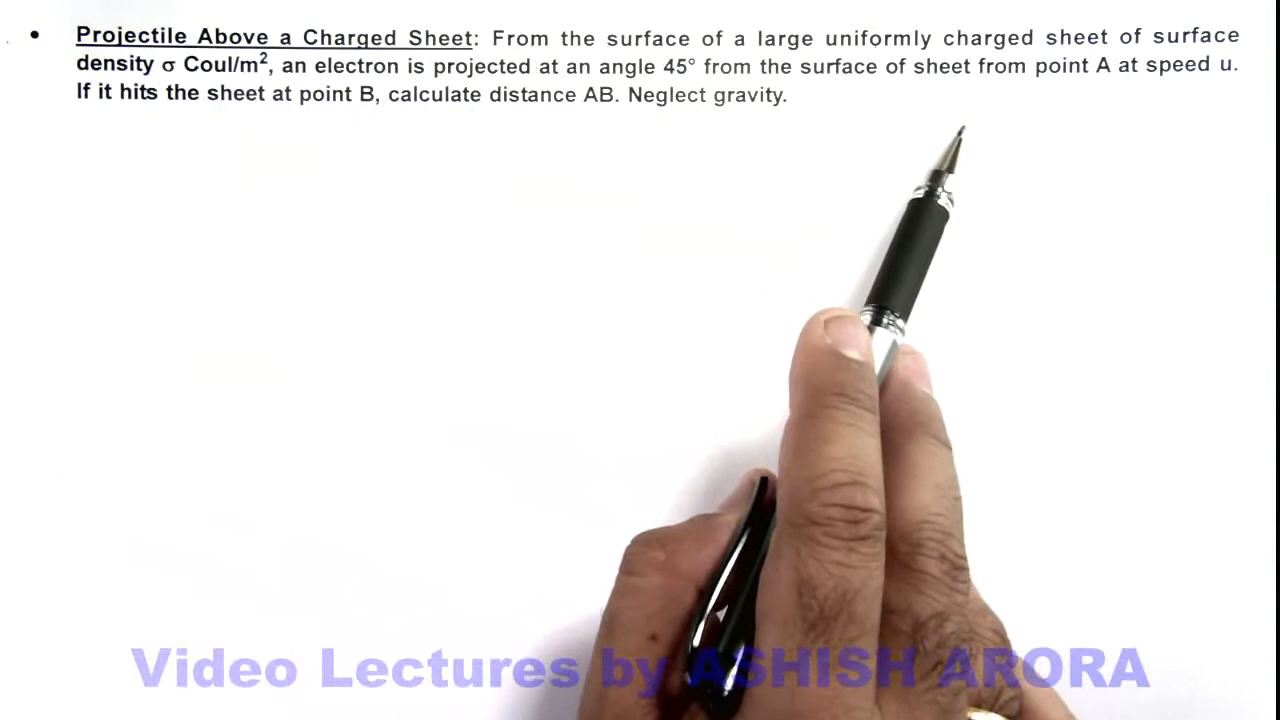 • Projectile Above a Charged Sheet: From the surface of a large uniformly charged sheet of surface
density σ Coul/m², an electron is projected at an angle 45° from the surface of sheet from point A at speed u.
If it hits the sheet at point B, calculate distance AB. Neglect gravity.
Video Lectures by ASHISH ARORA